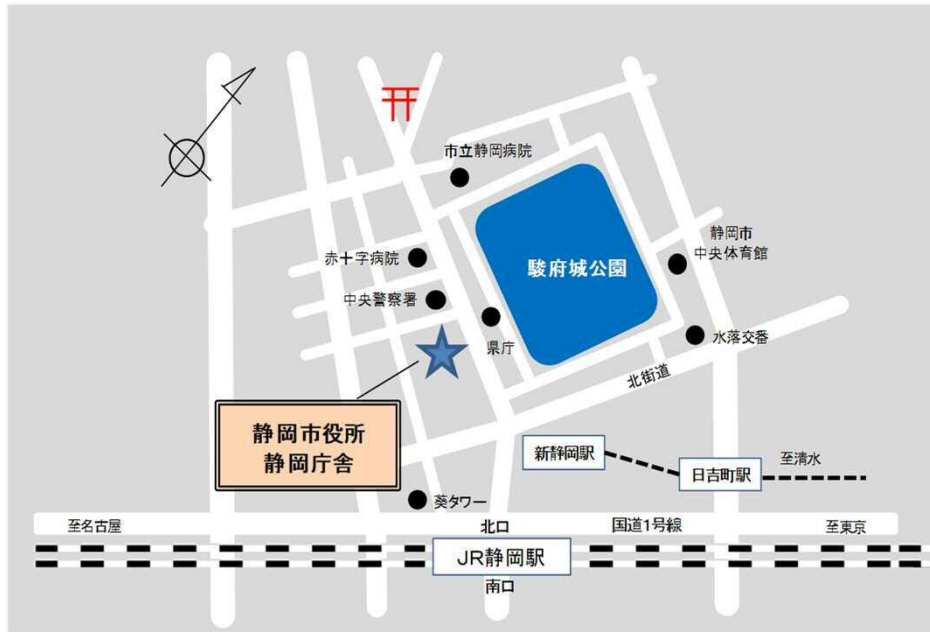 市立静岡病院
静岡市
中央体育館
駿府城公園
赤十字病院
中央警察署
県庁
水落交番
北街道
静岡市役所
静岡庁舎
新静岡駅
日吉町駅
至清水
葵タワー
至名古屋
北口
国道1号線
至東京
JR静岡駅
南口